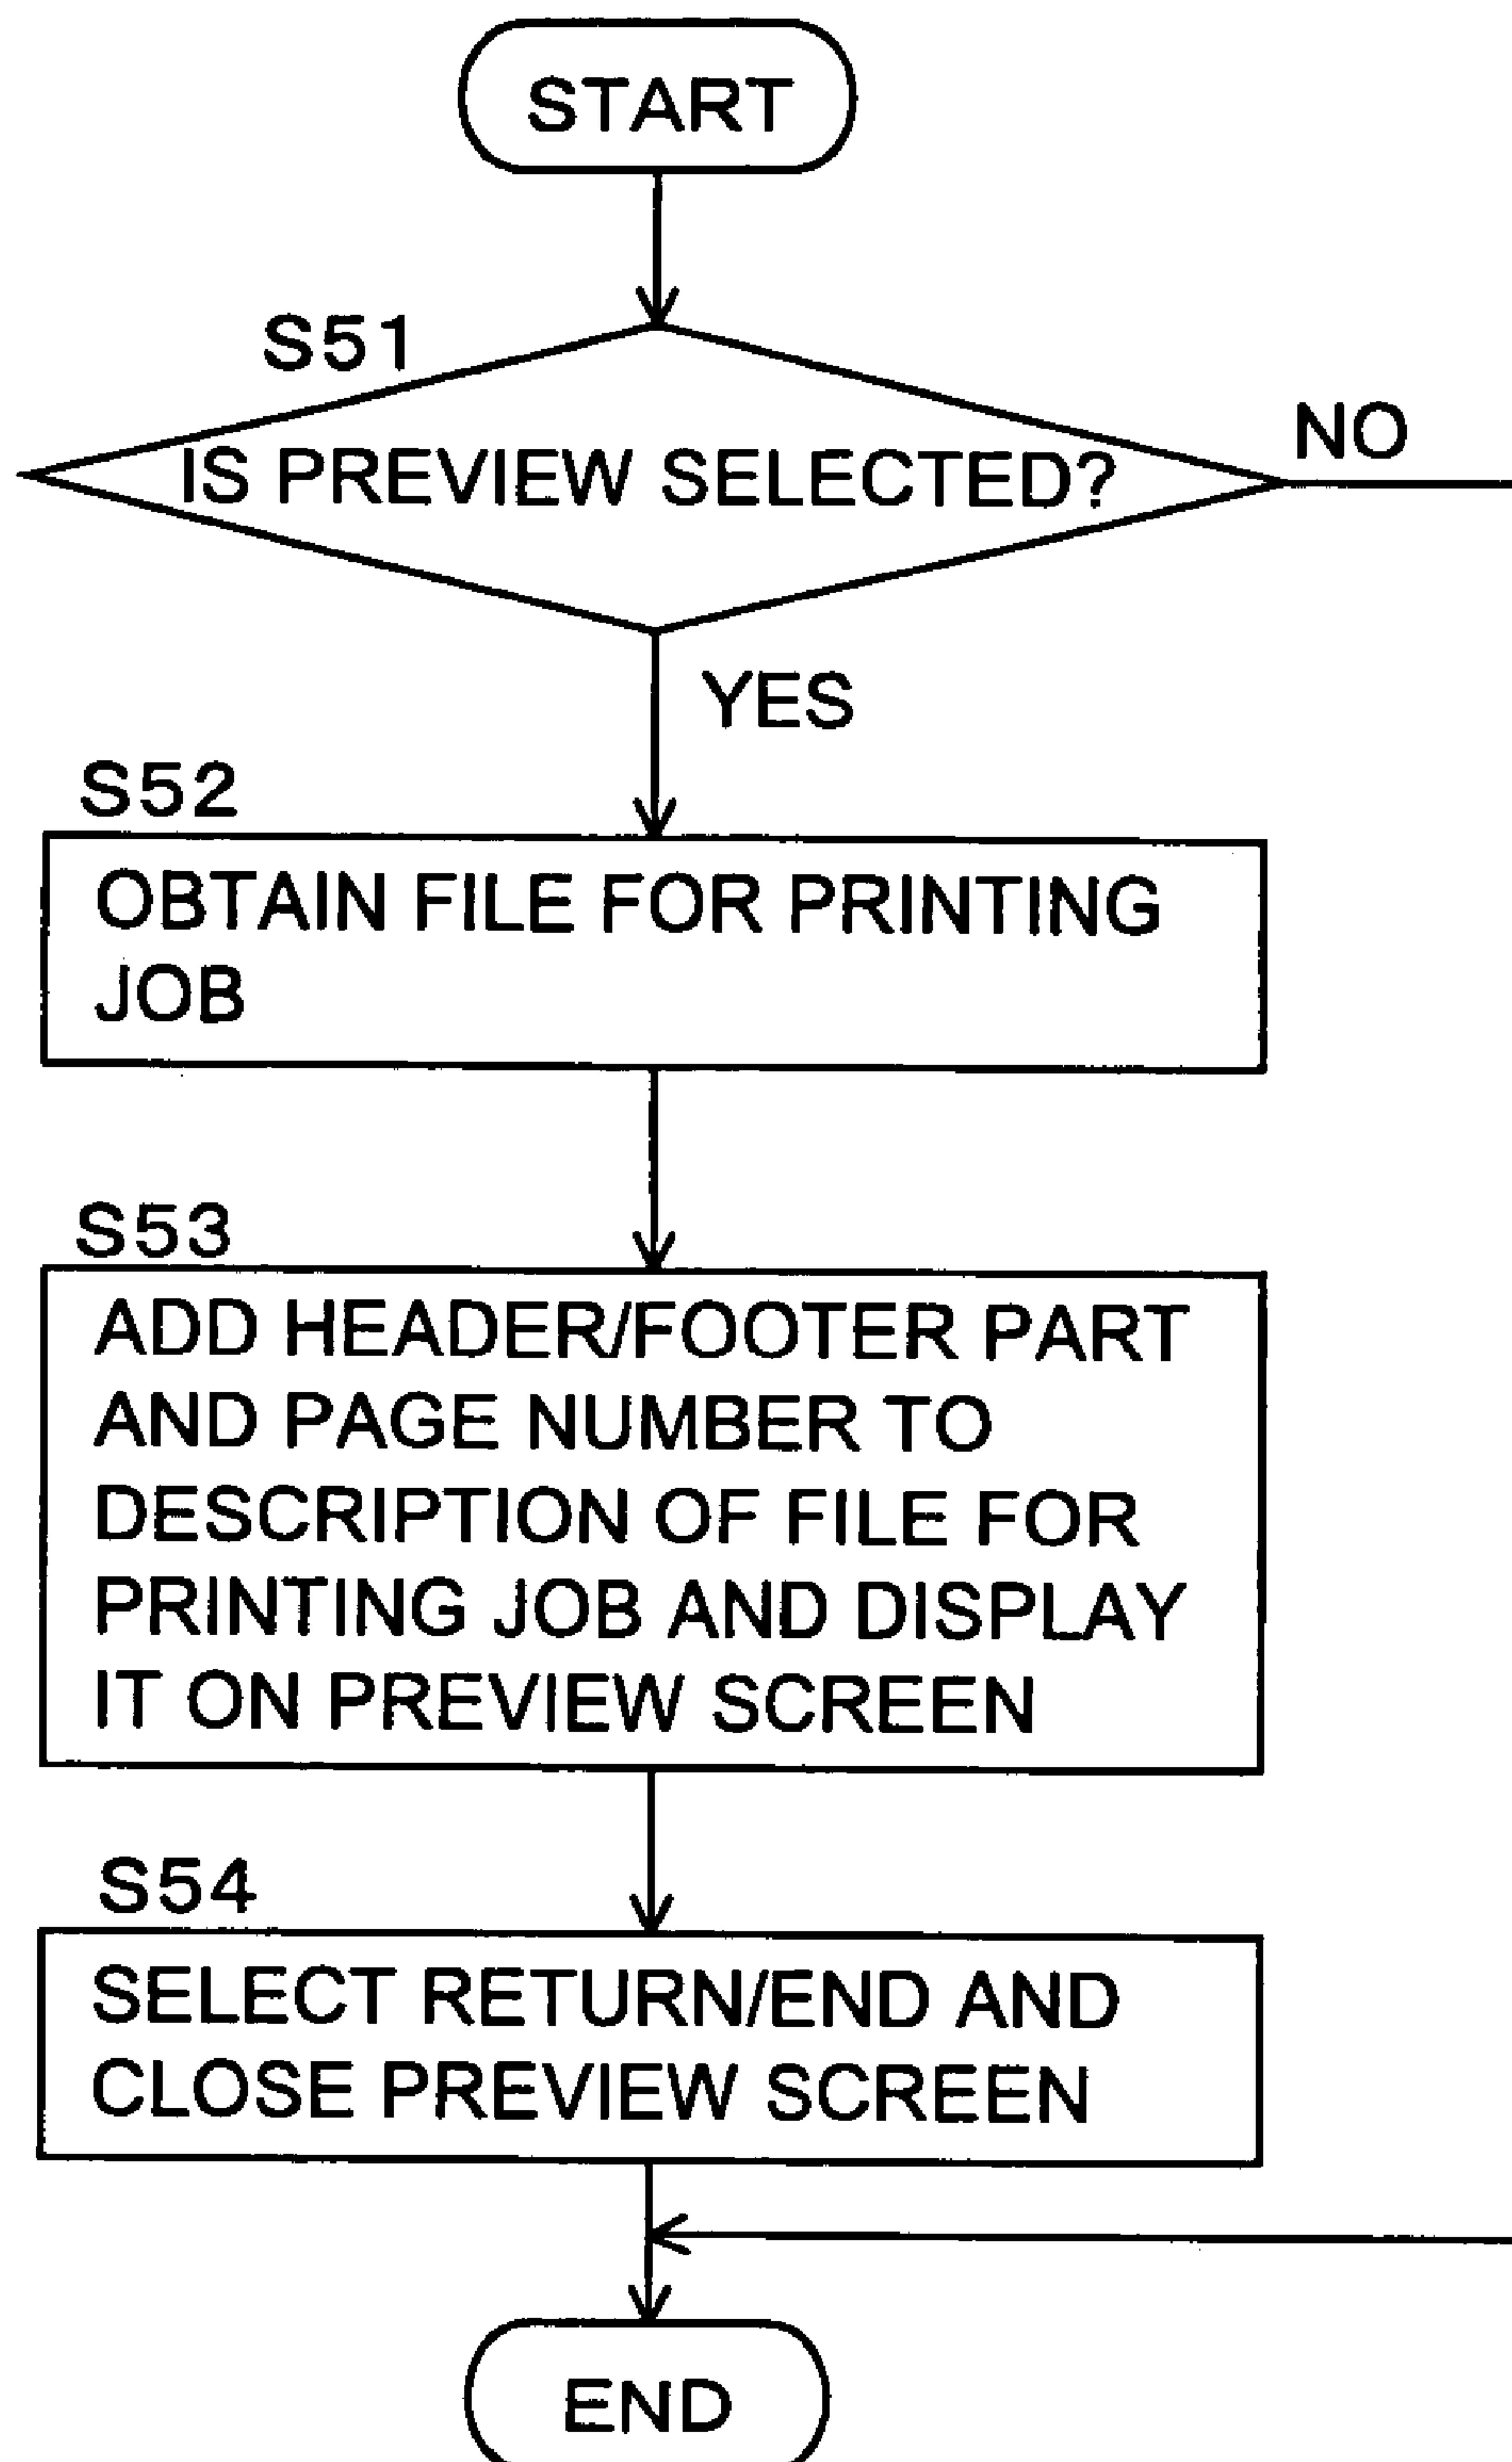 START
S51
IS PREVIEW SELECTED?
NO
YES
S52
OBTAIN FILE FOR PRINTING
JOB
S53
ADD HEADER/FOOTER PART
AND PAGE NUMBER TO
DESCRIPTION OF FILE FOR
PRINTING JOB AND DISPLAY
IT ON PREVIEW SCREEN
S54
SELECT RETURN/END AND
CLOSE PREVIEW SCREEN
END